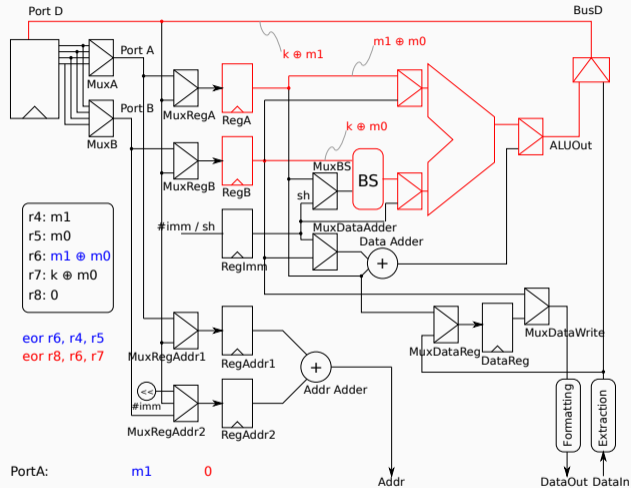 Port D
BusD
k ⊕ m1
m1 ⊕ m0
Port A
MuxA
MuxRegA
RegA
Port B
MuxB
MuxRegB
RegB
k ⊕ m0
MuxBS
BS
sh
ALUOut
r4: m1
r5: m0
r6: m1 ⊕ m0
r7: k ⊕ m0
r8: 0
#imm / sh
RegImm
MuxDataAdder
Data Adder
+
eor r6, r4, r5
eor r8, r6, r7
MuxRegAddr1
RegAddr1
MuxDataReg
DataReg
MuxDataWrite
<<
#imm
MuxRegAddr2
RegAddr2
+
Addr Adder
Formatting
Extraction
PortA: m1 0
Addr
DataOut
DataIn